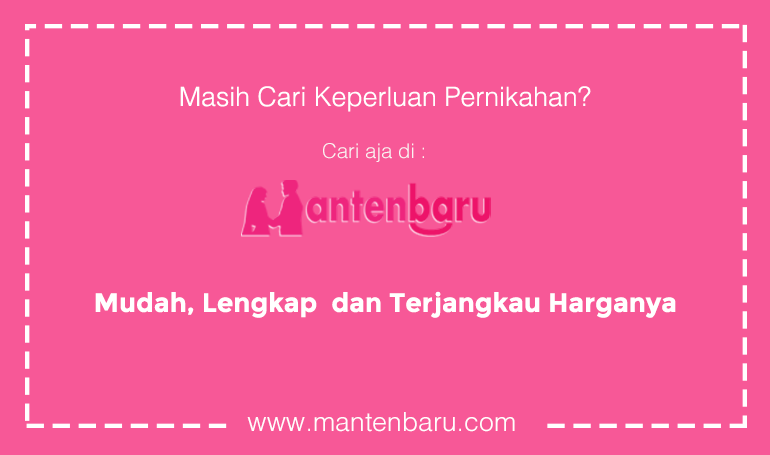 Masih Cari Keperluan Pernikahan?
Cari aja di :
Mantenbaru
Mudah, Lengkap dan Terjangkau Harganya
www.mantenbaru.com